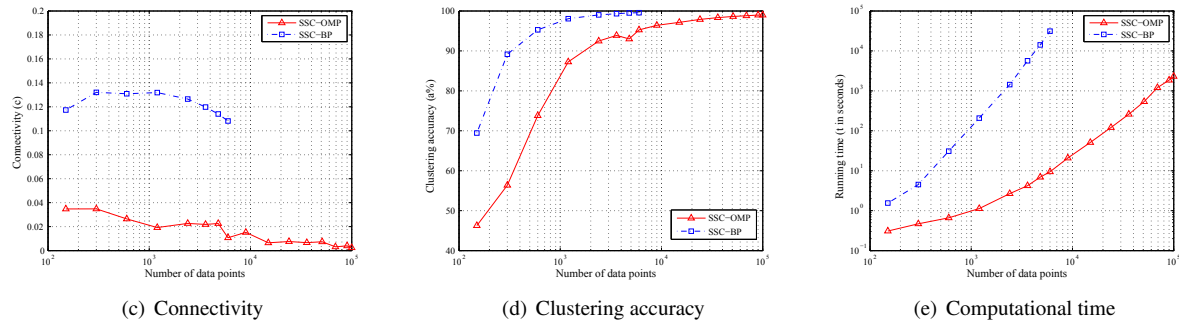 0.2
0.18
0.16
0.14
0.12
0.1
0.08
0.06
0.04
0.02
0
Connectivity (c)
SSC−OMP
SSC−BP
10^2
10^3
10^4
10^5
Number of data points
(c) Connectivity
100
90
80
70
60
50
40
Clustering accuracy (a%)
SSC−OMP
SSC−BP
10^2
10^3
10^4
10^5
Number of data points
(d) Clustering accuracy
10^5
10^4
10^3
10^2
10^1
10^0
10^−1
Running time (t in seconds)
SSC−OMP
SSC−BP
10^2
10^3
10^4
10^5
Number of data points
(e) Computational time